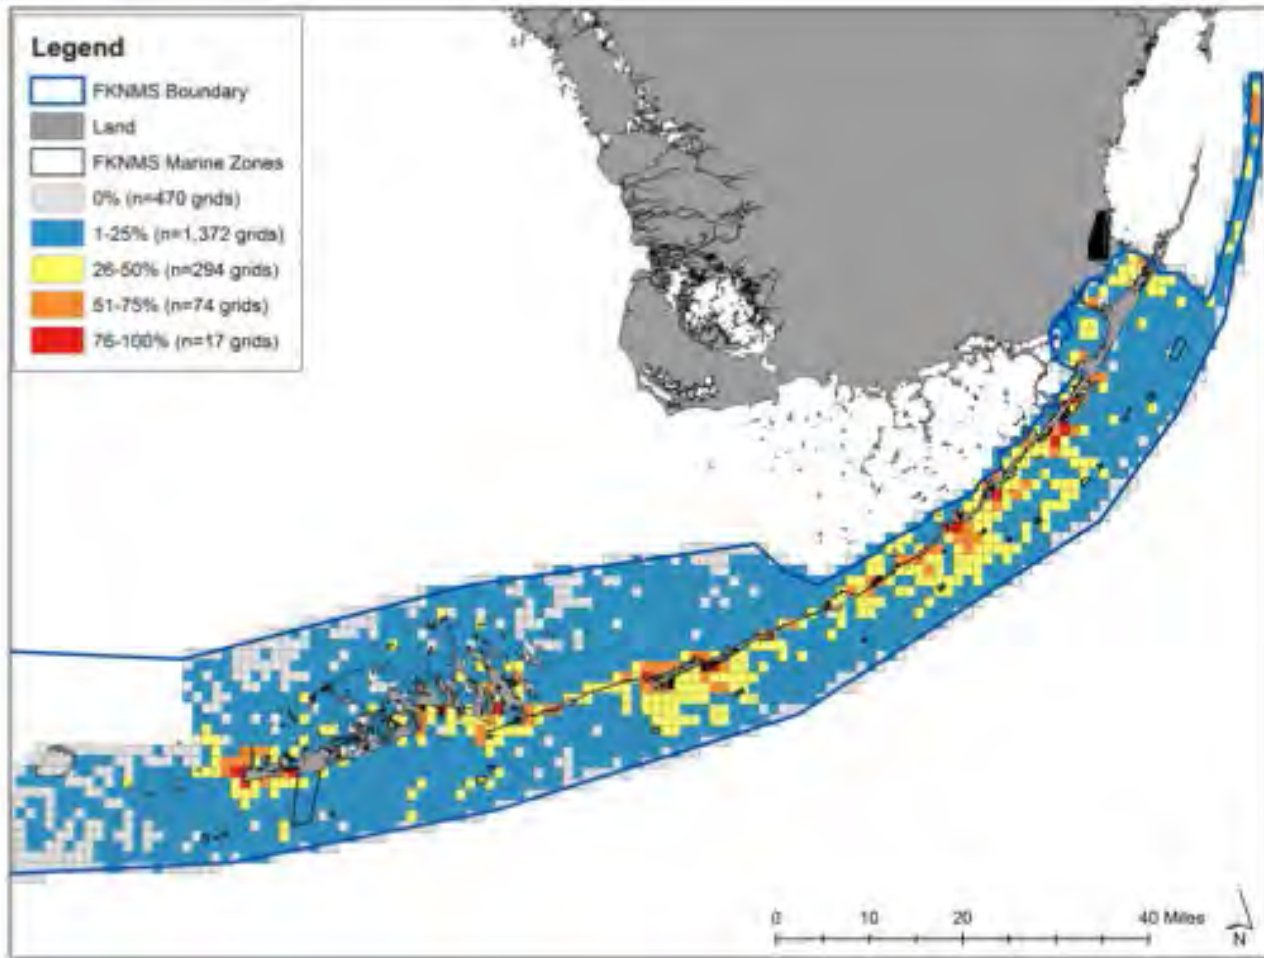 Legend
FKNMS Boundary
Land
FKNMS Marine Zones
0% (n=470 grids)
1-25% (n=1,372 grids)
26-50% (n=294 grids)
51-75% (n=74 grids)
76-100% (n=17 grids)
0 10 20 40 Miles
N